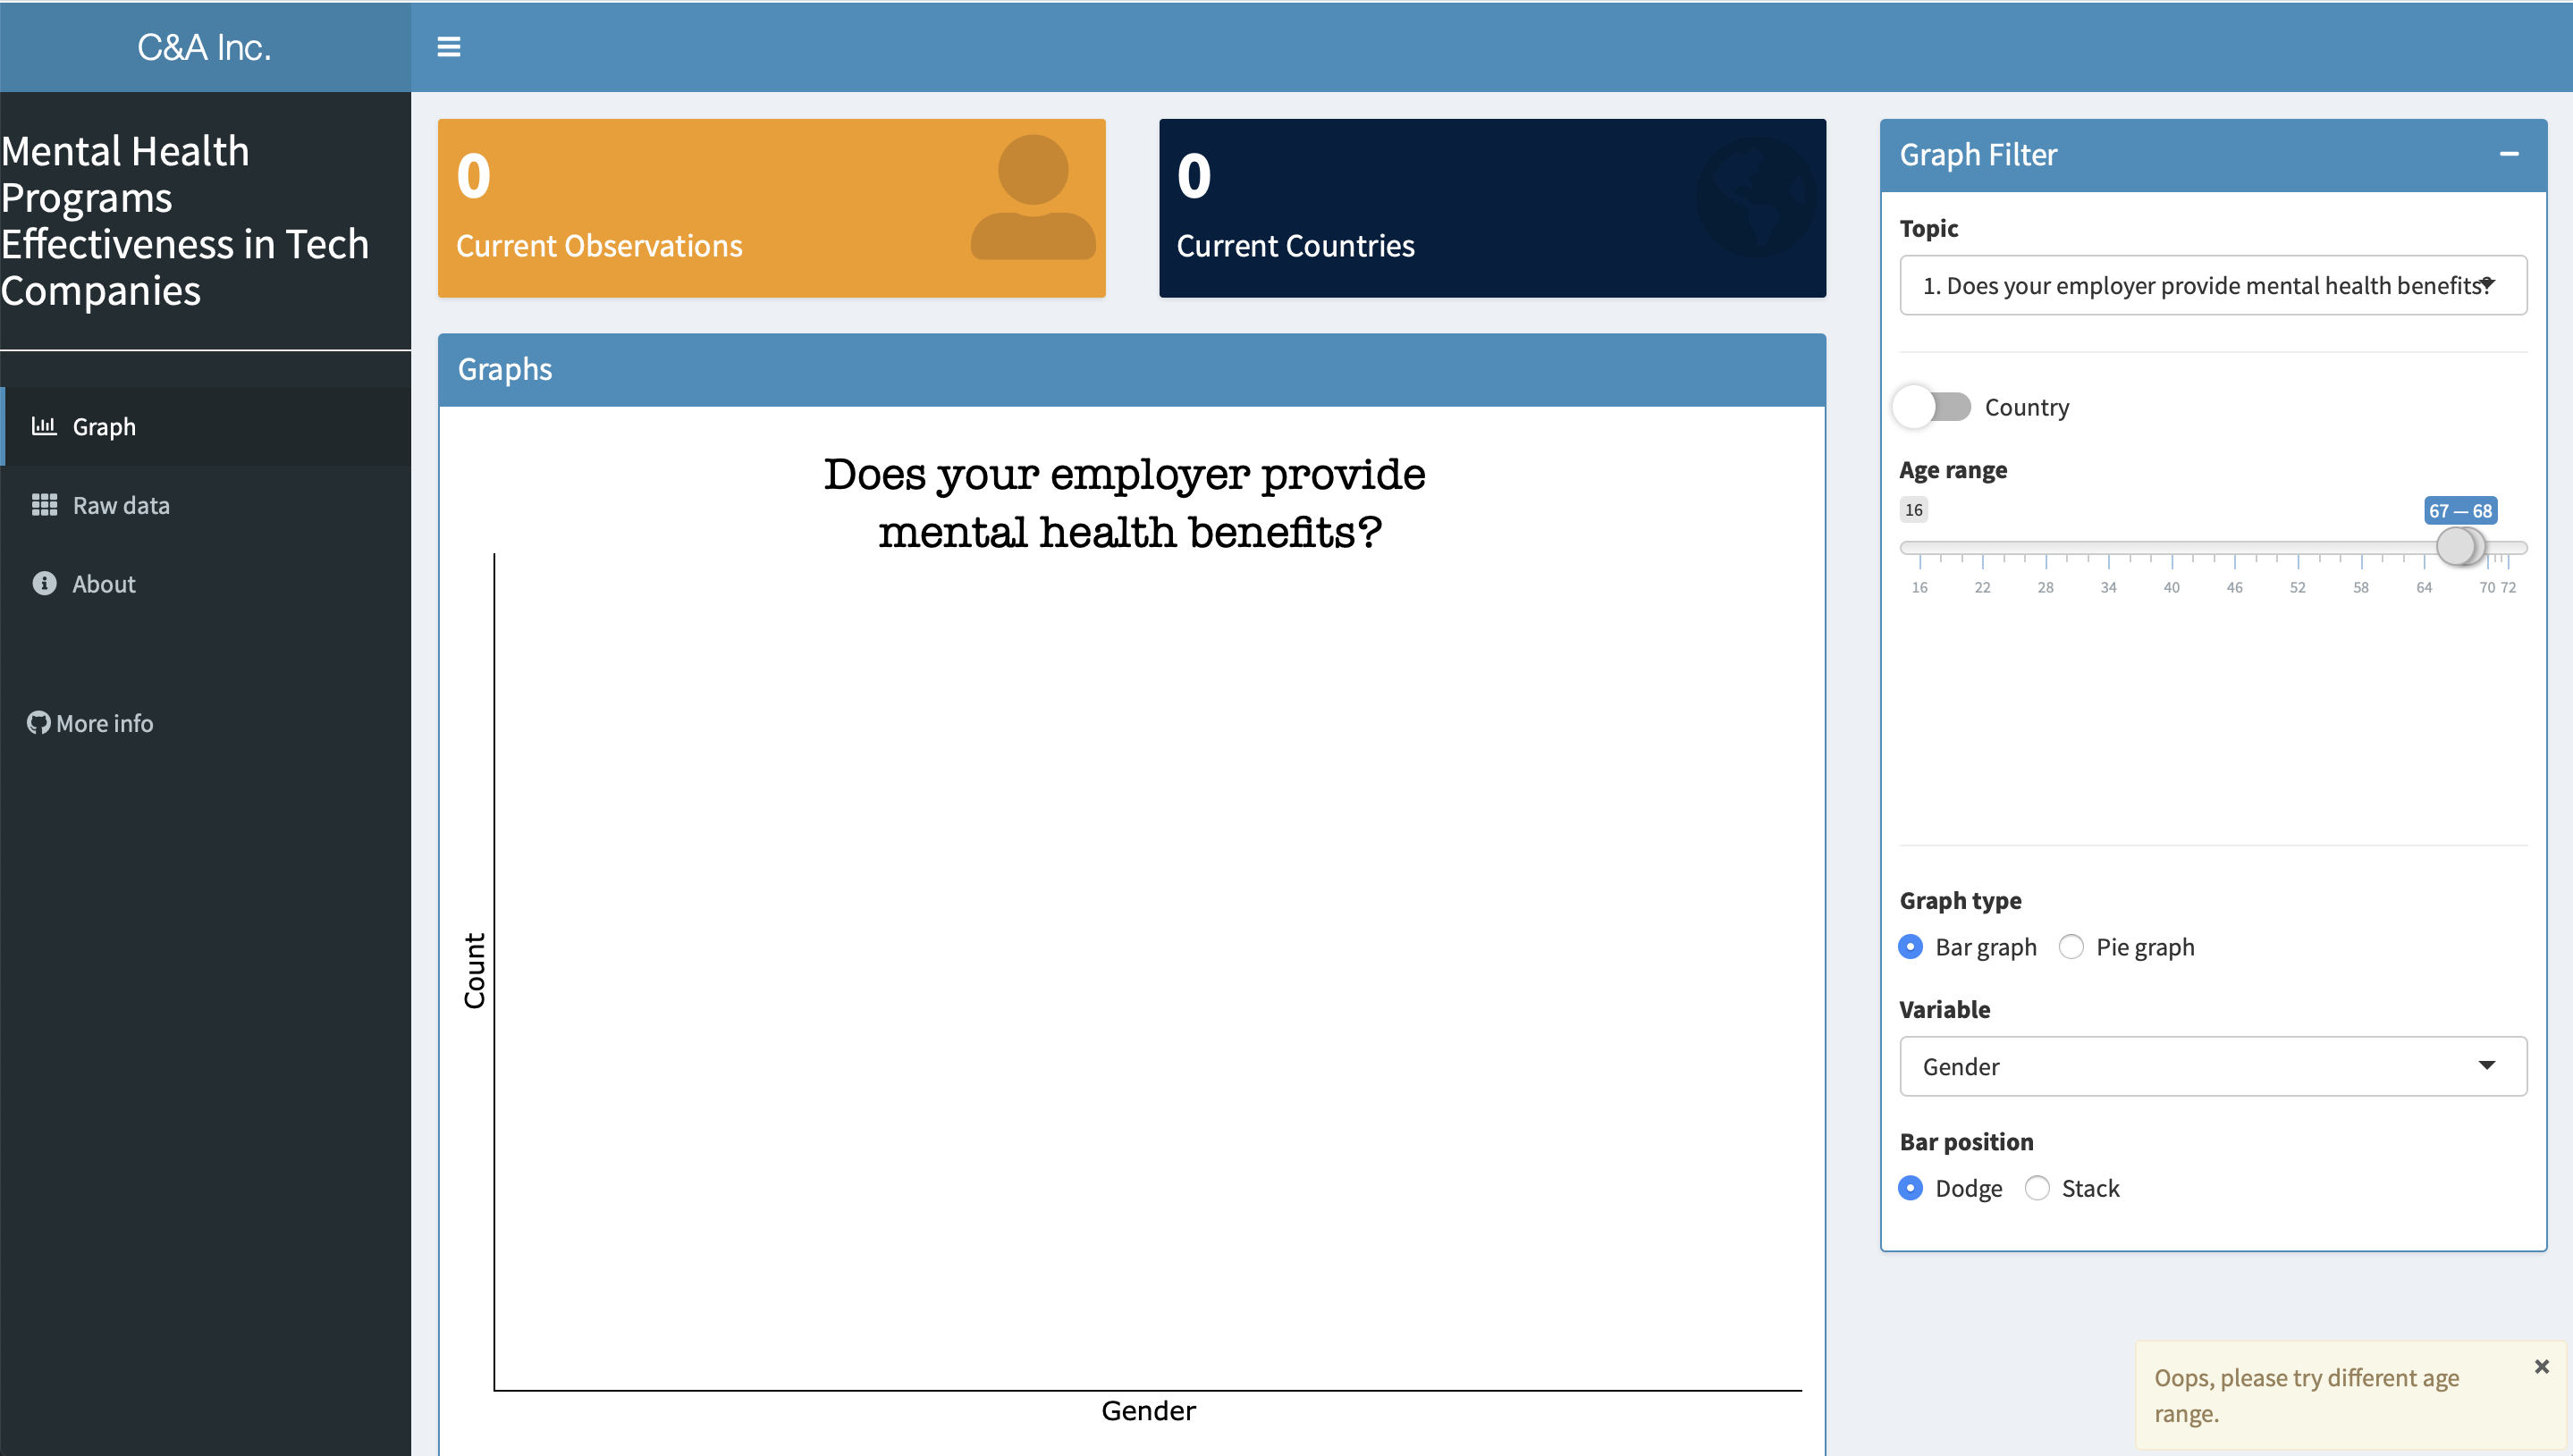 C&A Inc.
Mental Health
Programs
Effectiveness in Tech
Companies
Graph
Raw data
About
More info
0
Current Observations
0
Current Countries
Graphs
Does your employer provide
mental health benefits?
Count
Gender
Graph Filter
Topic
1. Does your employer provide mental health benefits?
Country
Age range
16
67 — 68
16 22 28 34 40 46 52 58 64 70 72
Graph type
Bar graph Pie graph
Variable
Gender
Bar position
Dodge Stack
Oops, please try different age
range.